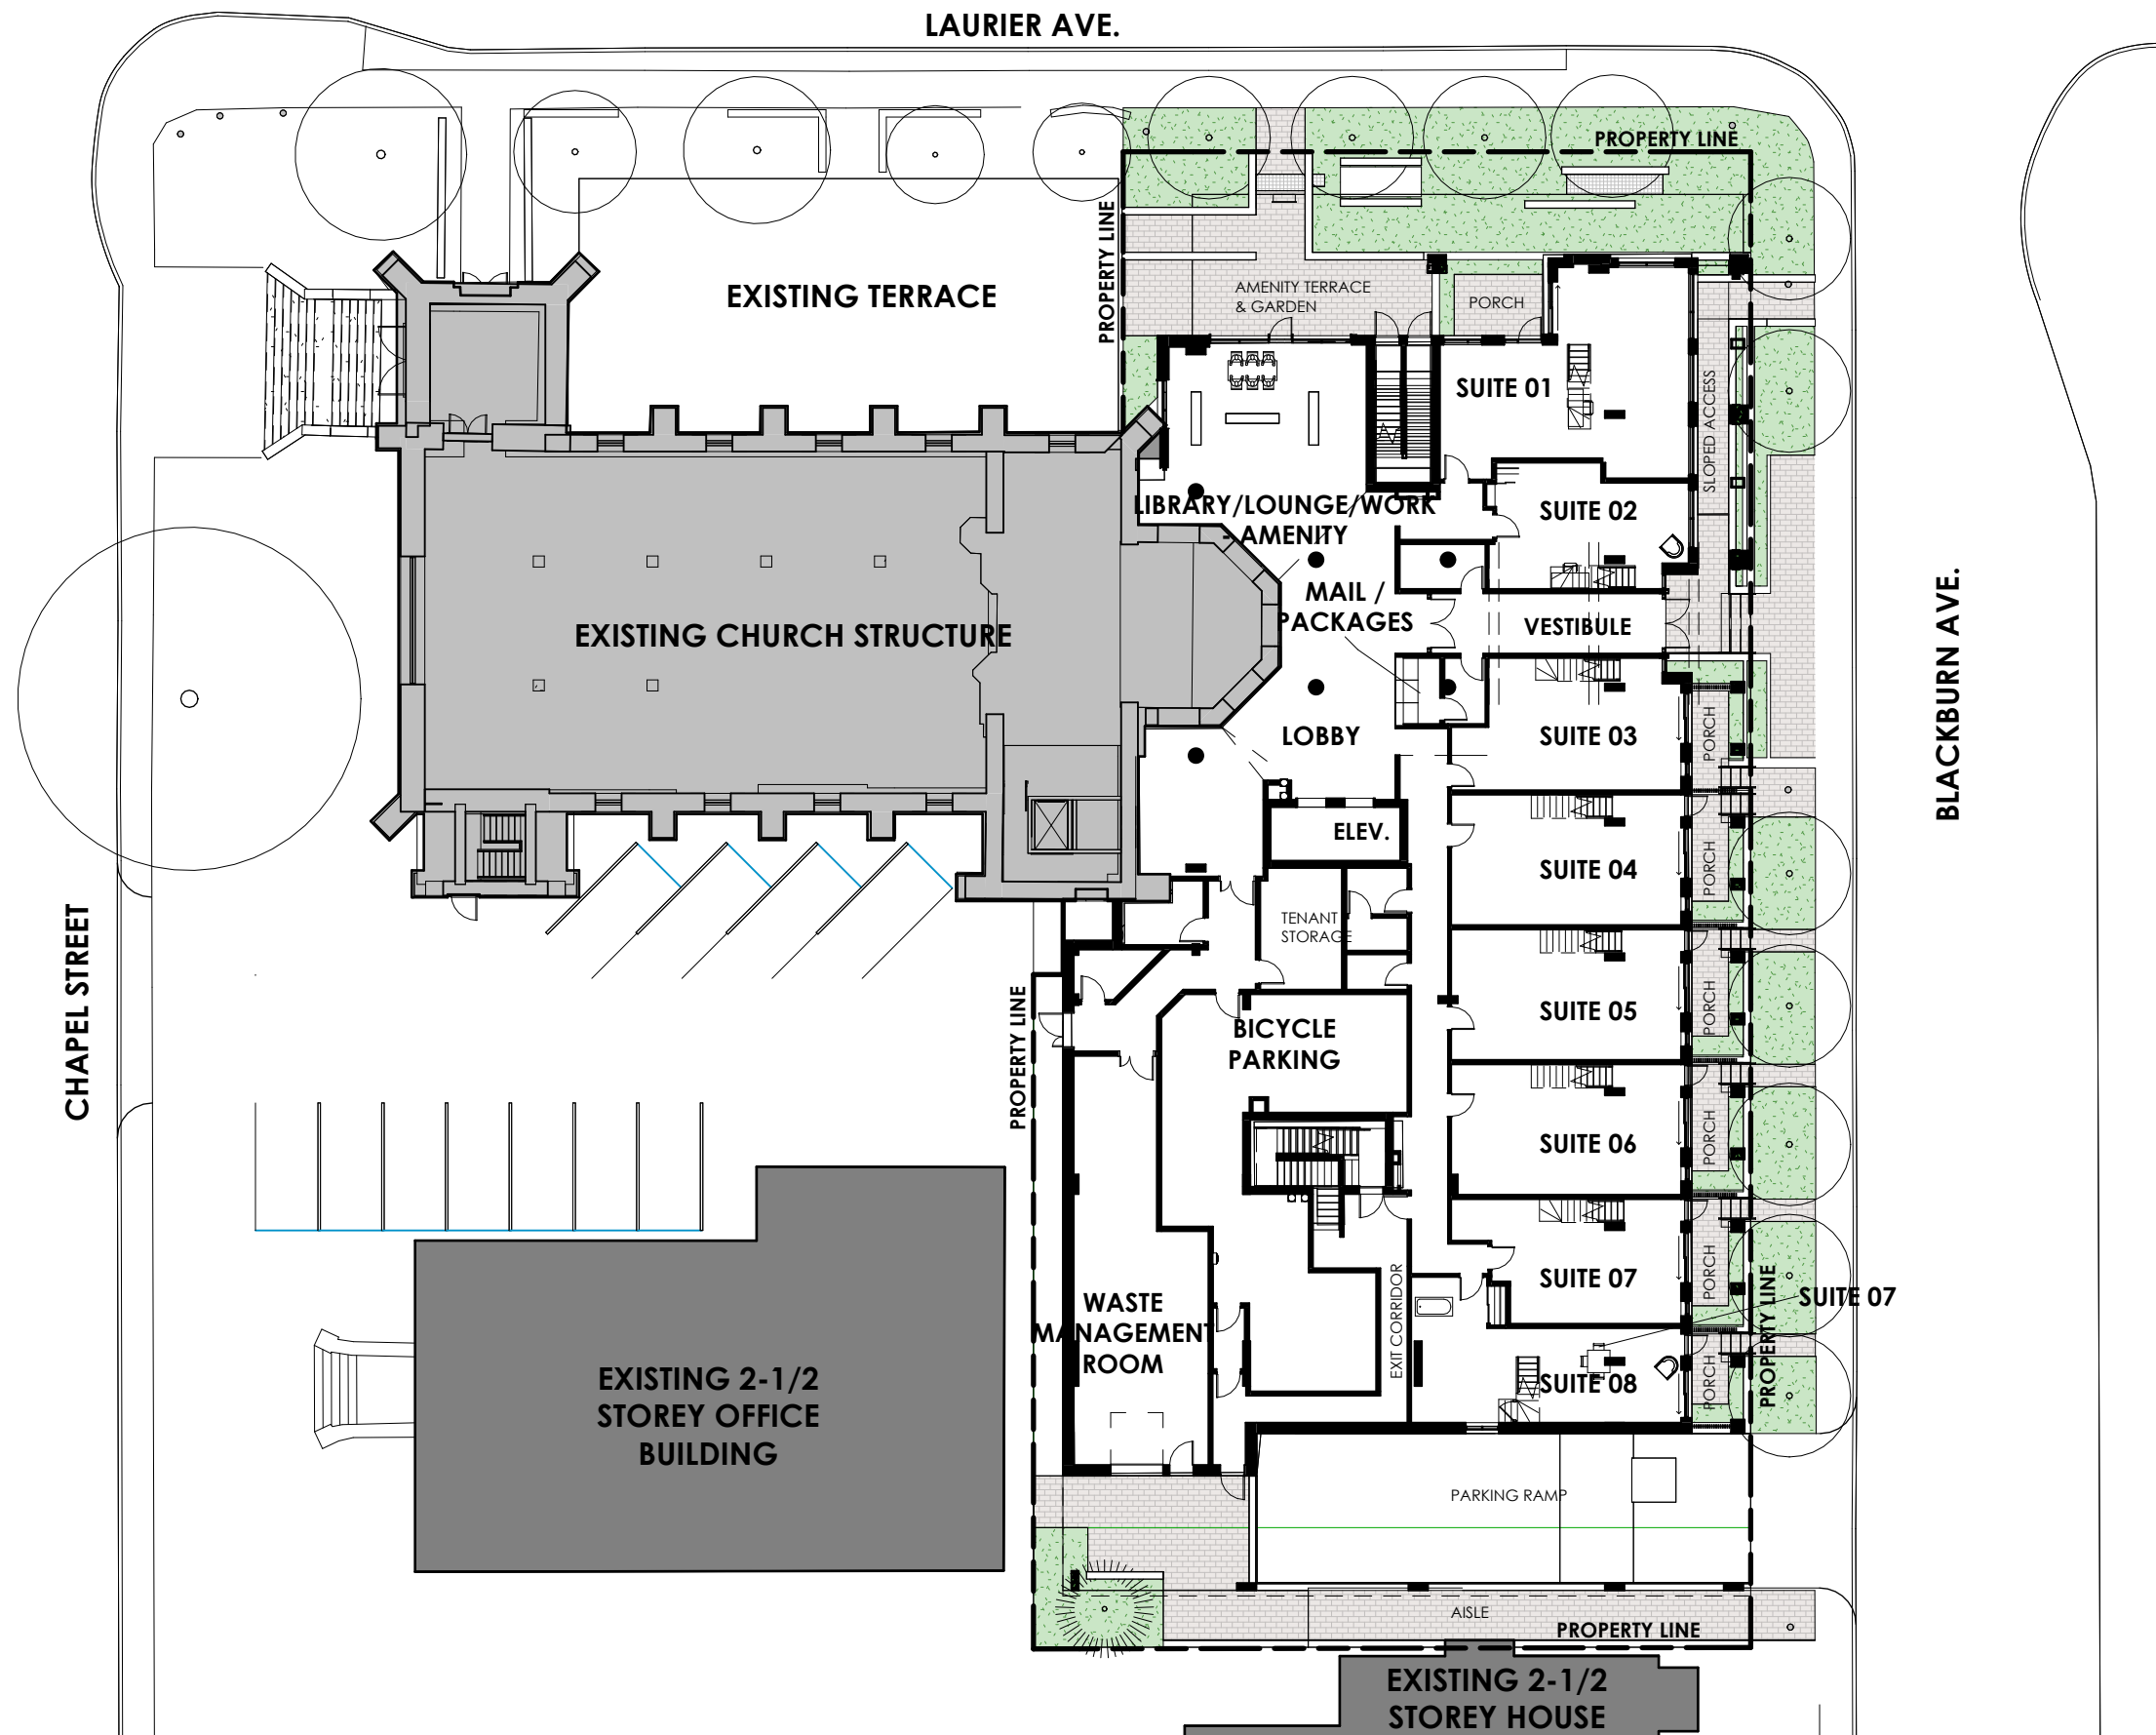 LAURIER AVE.
PROPERTY LINE
PROPERTY LINE
EXISTING TERRACE
AMENITY TERRACE
& GARDEN
PORCH
SUITE 01
SLOPED ACCESS
LIBRARY/LOUNGE/WORK
AMENITY
SUITE 02
MAIL /
PACKAGES
VESTIBULE
EXISTING CHURCH STRUCTURE
BLACKBURN AVE.
LOBBY
SUITE 03
PORCH
ELEV.
SUITE 04
PORCH
TENANT
STORAGE
CHAPEL STREET
PROPERTY LINE
BICYCLE
PARKING
SUITE 05
PORCH
SUITE 06
PORCH
SUITE 07
PORCH
PROPERTY LINE
SUITE 07
WASTE
MANAGEMENT
ROOM
EXIT CORRIDOR
SUITE 08
PORCH
EXISTING 2-1/2
STOREY OFFICE
BUILDING
PARKING RAMP
AISLE
PROPERTY LINE
EXISTING 2-1/2
STOREY HOUSE